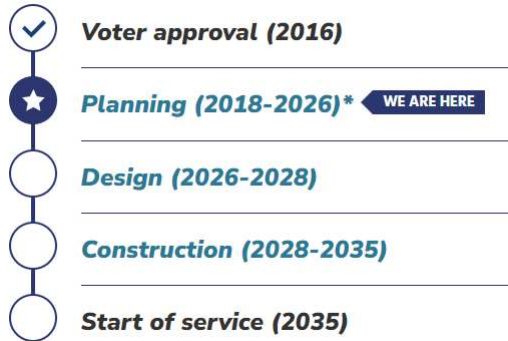 Voter approval (2016)
Planning (2018-2026)* WE ARE HERE
Design (2026-2028)
Construction (2028-2035)
Start of service (2035)